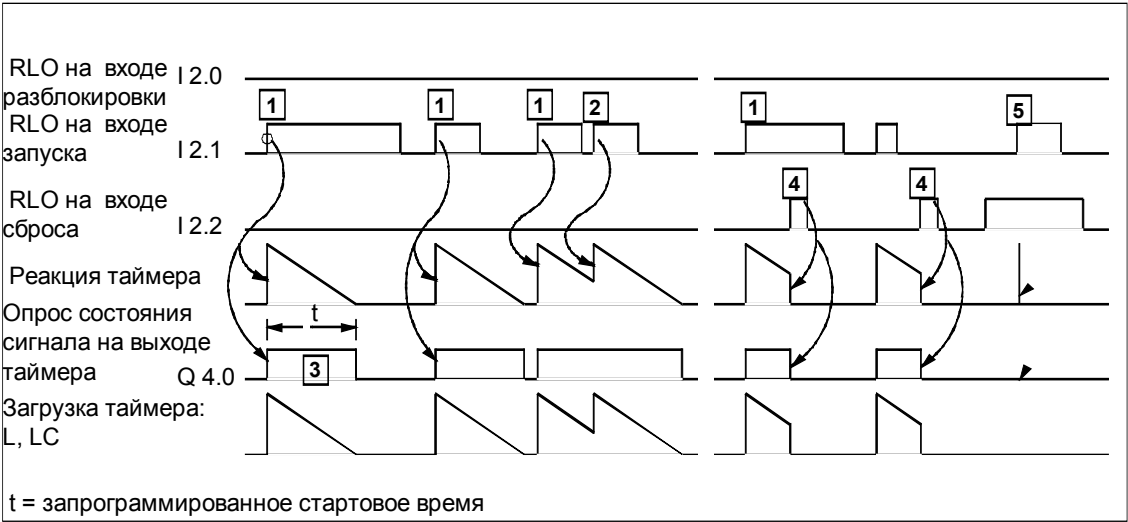 RLO на входе
разблокировки I 2.0
1 1 1 2 1 5
RLO на входе
запуска I 2.1
4 4
RLO на входе
сброса I 2.2
Реакция таймера
Опрос состояния
сигнала на выходе
таймера Q 4.0
t
3
Загрузка таймера:
L, LC
t = запрограммированное стартовое время